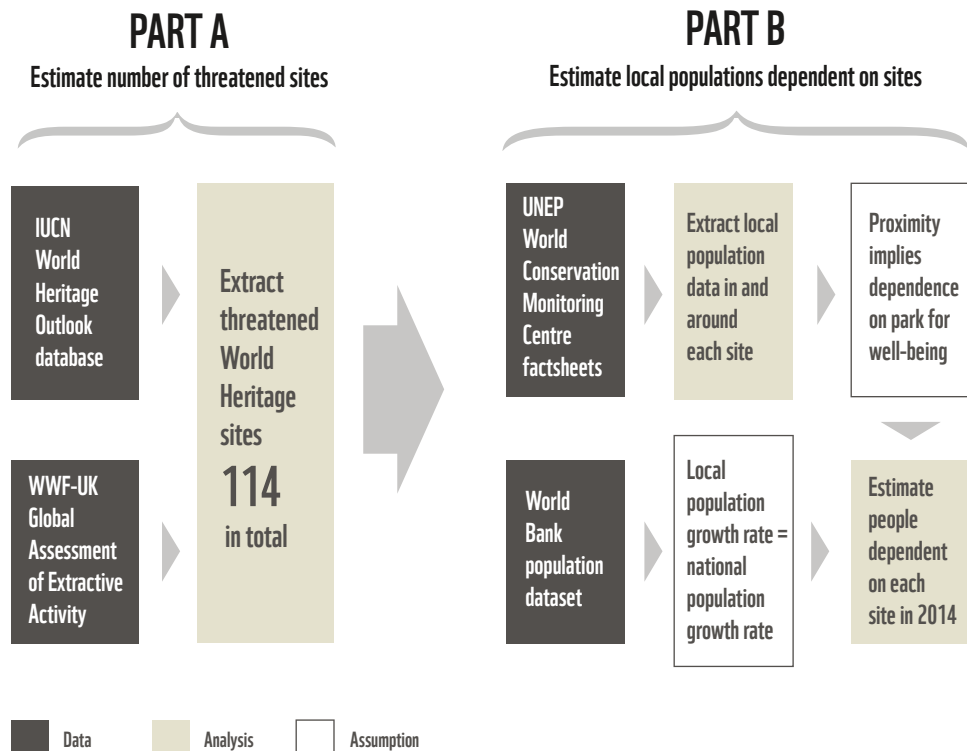 PART A
Estimate number of threatened sites
IUCN
World
Heritage
Outlook
database
WWF-UK
Global
Assessment
of Extractive
Activity
Extract
threatened
World
Heritage
sites
114
in total
PART B
Estimate local populations dependent on sites
UNEP
World
Conservation
Monitoring
Centre
factsheets
Extract local
population
data in and
around
each site
Proximity
implies
dependence
on park for
well-being
World
Bank
population
dataset
Local
population
growth rate =
national
population
growth rate
Estimate
people
dependent
on each
site in 2014
Data
Analysis
Assumption